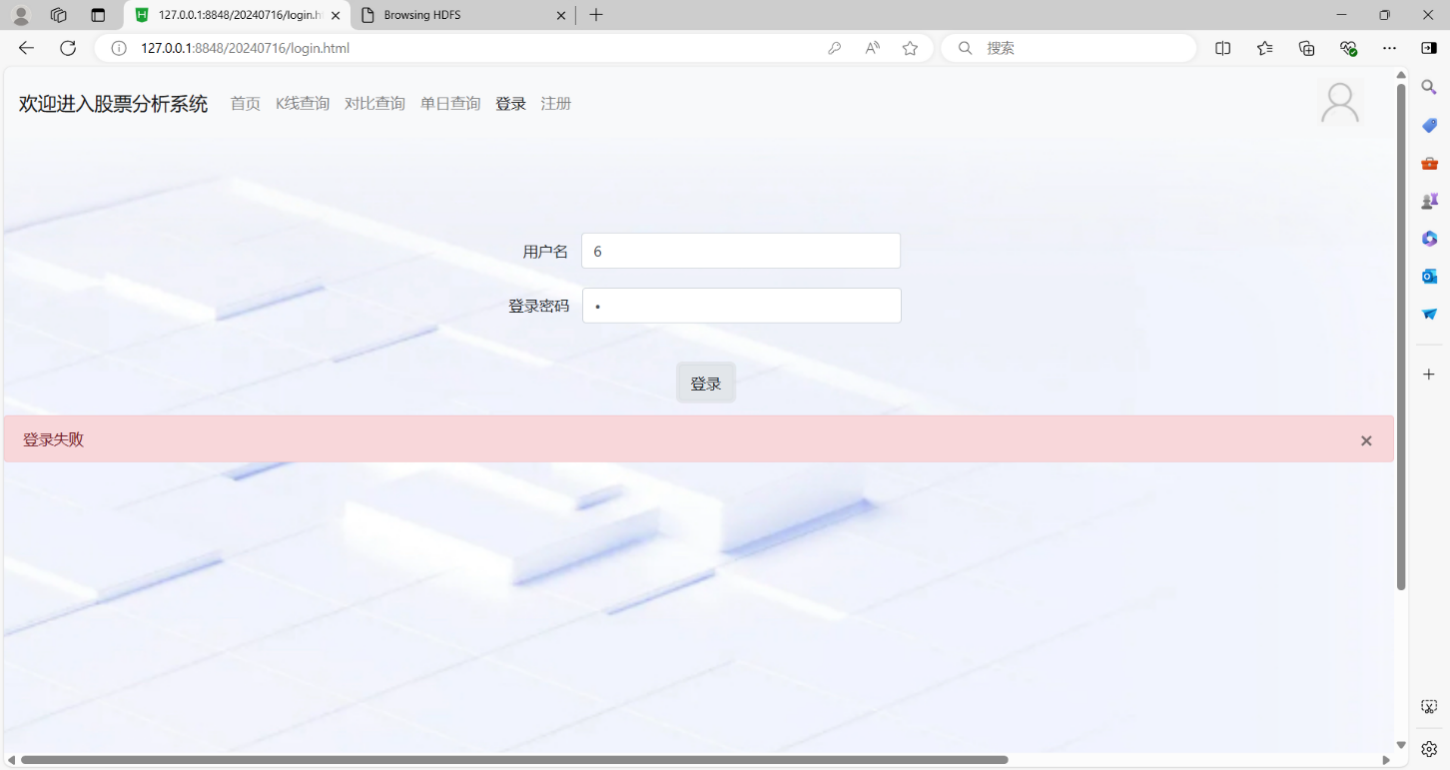 127.0.0.1:8848/20240716/login.h
Browsing HDFS
127.0.0.1:8848/20240716/login.html
搜索
欢迎进入股票分析系统 首页 K线查询 对比查询 单日查询 登录 注册
用户名 6
登录密码 •
登录
登录失败 ×